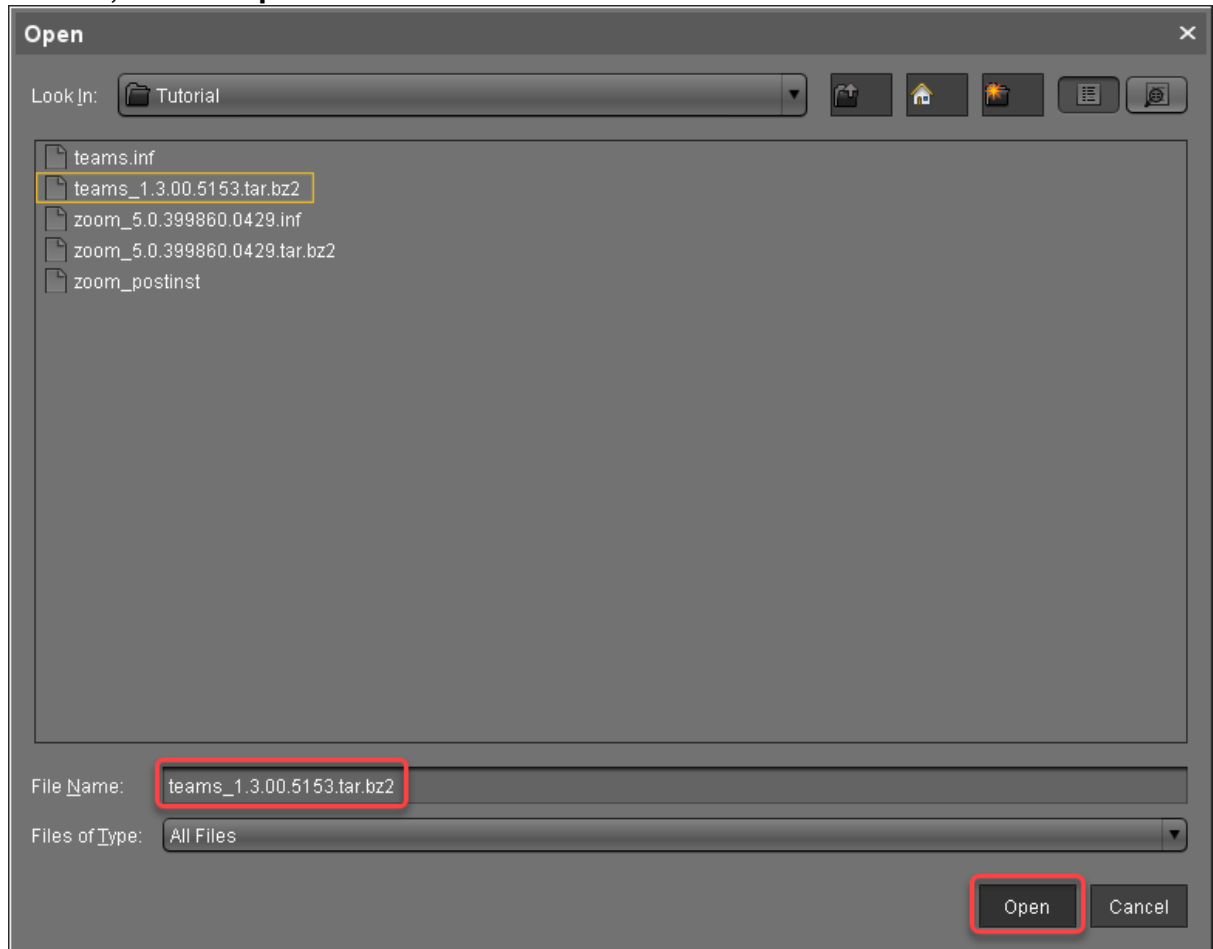 Open
Look In:
Tutorial
teams.inf
teams_1.3.00.5153.tar.bz2
zoom_5.0.399860.0429.inf
zoom_5.0.399860.0429.tar.bz2
zoom_postinst
File Name:
teams_1.3.00.5153.tar.bz2
Files of Type:
All Files
Open
Cancel